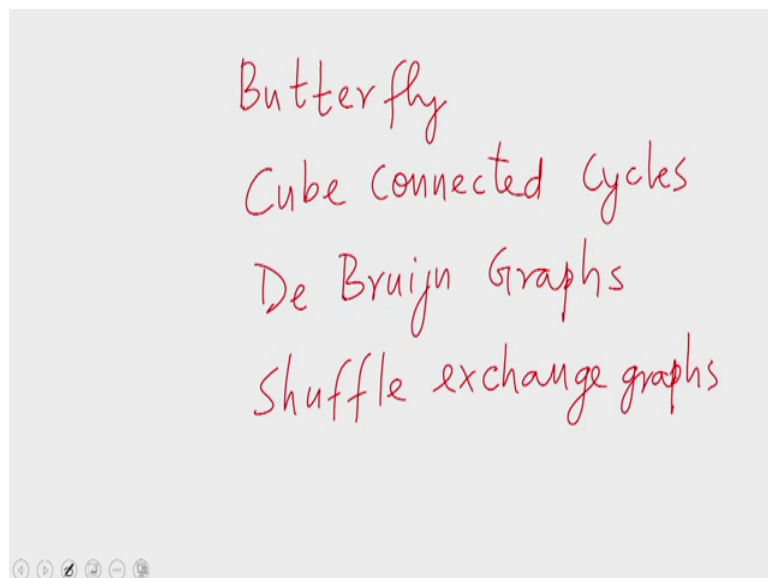 Butterfly
Cube Connected Cycles
De Bruijn Graphs
Shuffle exchange graphs